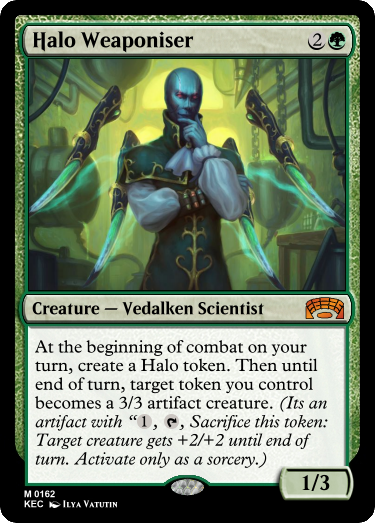 Halo Weaponiser 2
Creature — Vedalken Scientist
At the beginning of combat on your
turn, create a Halo token. Then until
end of turn, target token you control
becomes a 3/3 artifact creature. (Its an
artifact with “1, , Sacrifice this token:
Target creature gets +2/+2 until end of
turn. Activate only as a sorcery.)
1/3
M 0162
KEC Ilya Vatutin